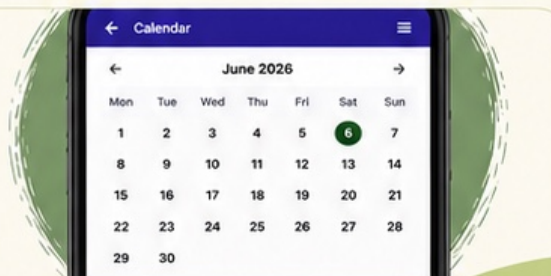 Calendar
June 2026
Mon Tue Wed Thu Fri Sat Sun
1 2 3 4 5 6 7
8 9 10 11 12 13 14
15 16 17 18 19 20 21
22 23 24 25 26 27 28
29 30